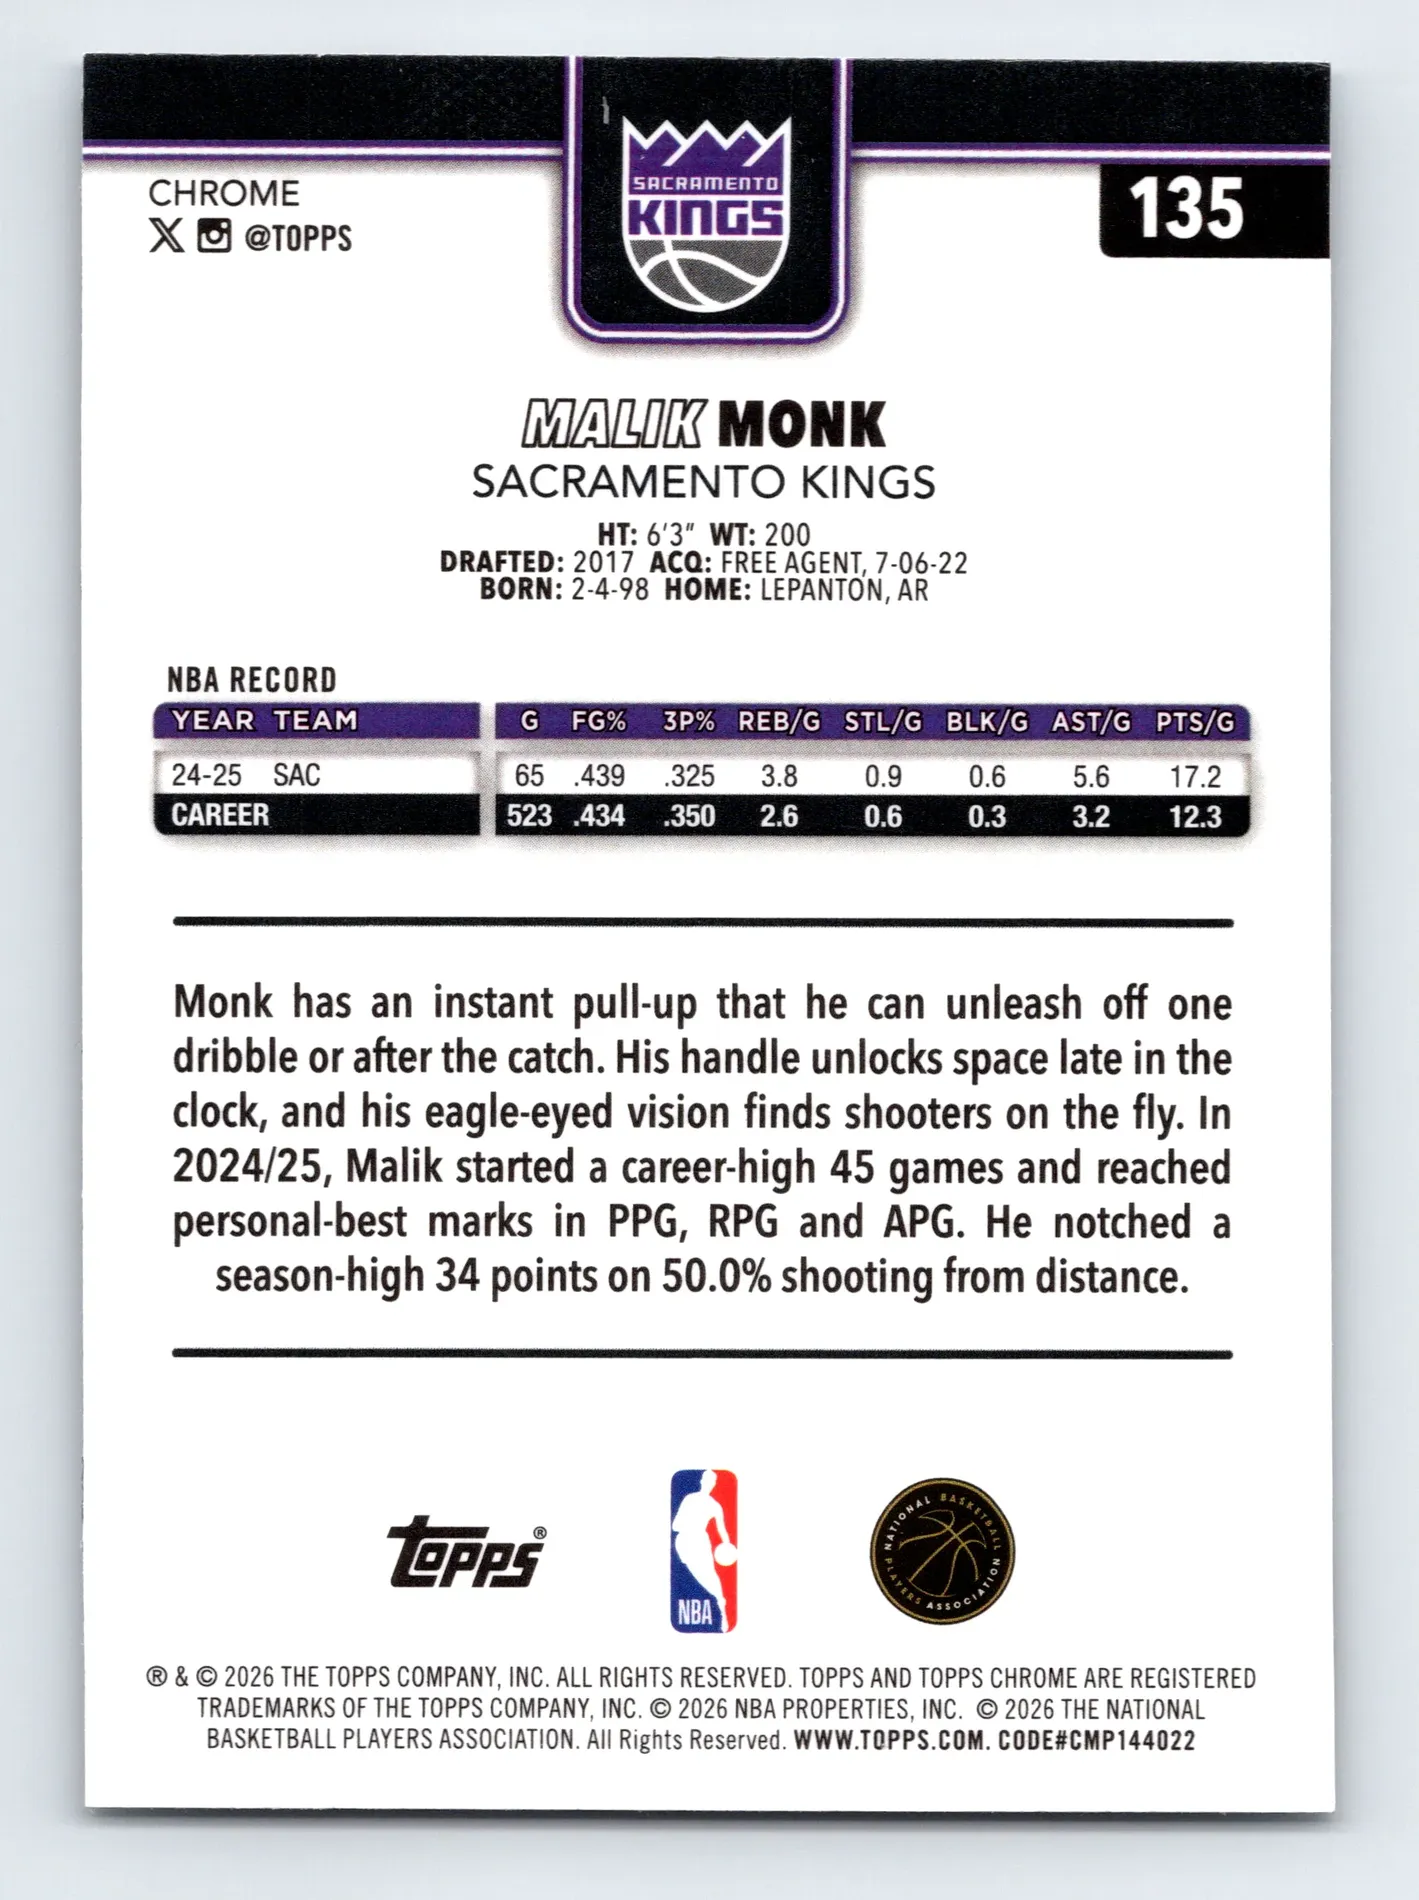 SACRAMENTO
KINGS
CHROME
@TOPPS
135
MALIK MONK
SACRAMENTO KINGS
HT: 6'3" WT: 200
DRAFTED: 2017 ACQ: FREE AGENT, 7-06-22
BORN: 2-4-98 HOME: LEPANTON, AR
NBA RECORD
YEAR TEAM G FG% 3P% REB/G STL/G BLK/G AST/G PTS/G
24-25 SAC 65 .439 .325 3.8 0.9 0.6 5.6 17.2
CAREER 523 .434 .350 2.6 0.6 0.3 3.2 12.3
Monk has an instant pull-up that he can unleash off one
dribble or after the catch. His handle unlocks space late in the
clock, and his eagle-eyed vision finds shooters on the fly. In
2024/25, Malik started a career-high 45 games and reached
personal-best marks in PPG, RPG and APG. He notched a
season-high 34 points on 50.0% shooting from distance.
topps®
NBA
NATIONAL BASKETBALL PLAYERS ASSOCIATION
® & © 2026 THE TOPPS COMPANY, INC. ALL RIGHTS RESERVED. TOPPS AND TOPPS CHROME ARE REGISTERED
TRADEMARKS OF THE TOPPS COMPANY, INC. © 2026 NBA PROPERTIES, INC. © 2026 THE NATIONAL
BASKETBALL PLAYERS ASSOCIATION. All Rights Reserved. WWW.TOPPS.COM. CODE#CMP144022